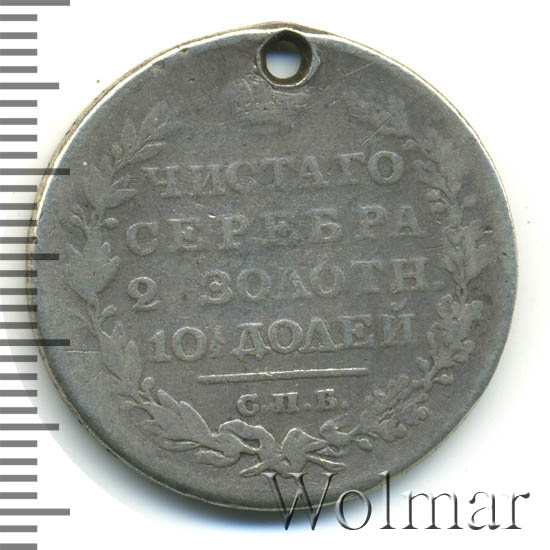 ЧИСТАГО
СЕРЕБРА
2 ЗОЛОТН.
10 ДОЛЕЙ
С.П.Б.
Wolmar